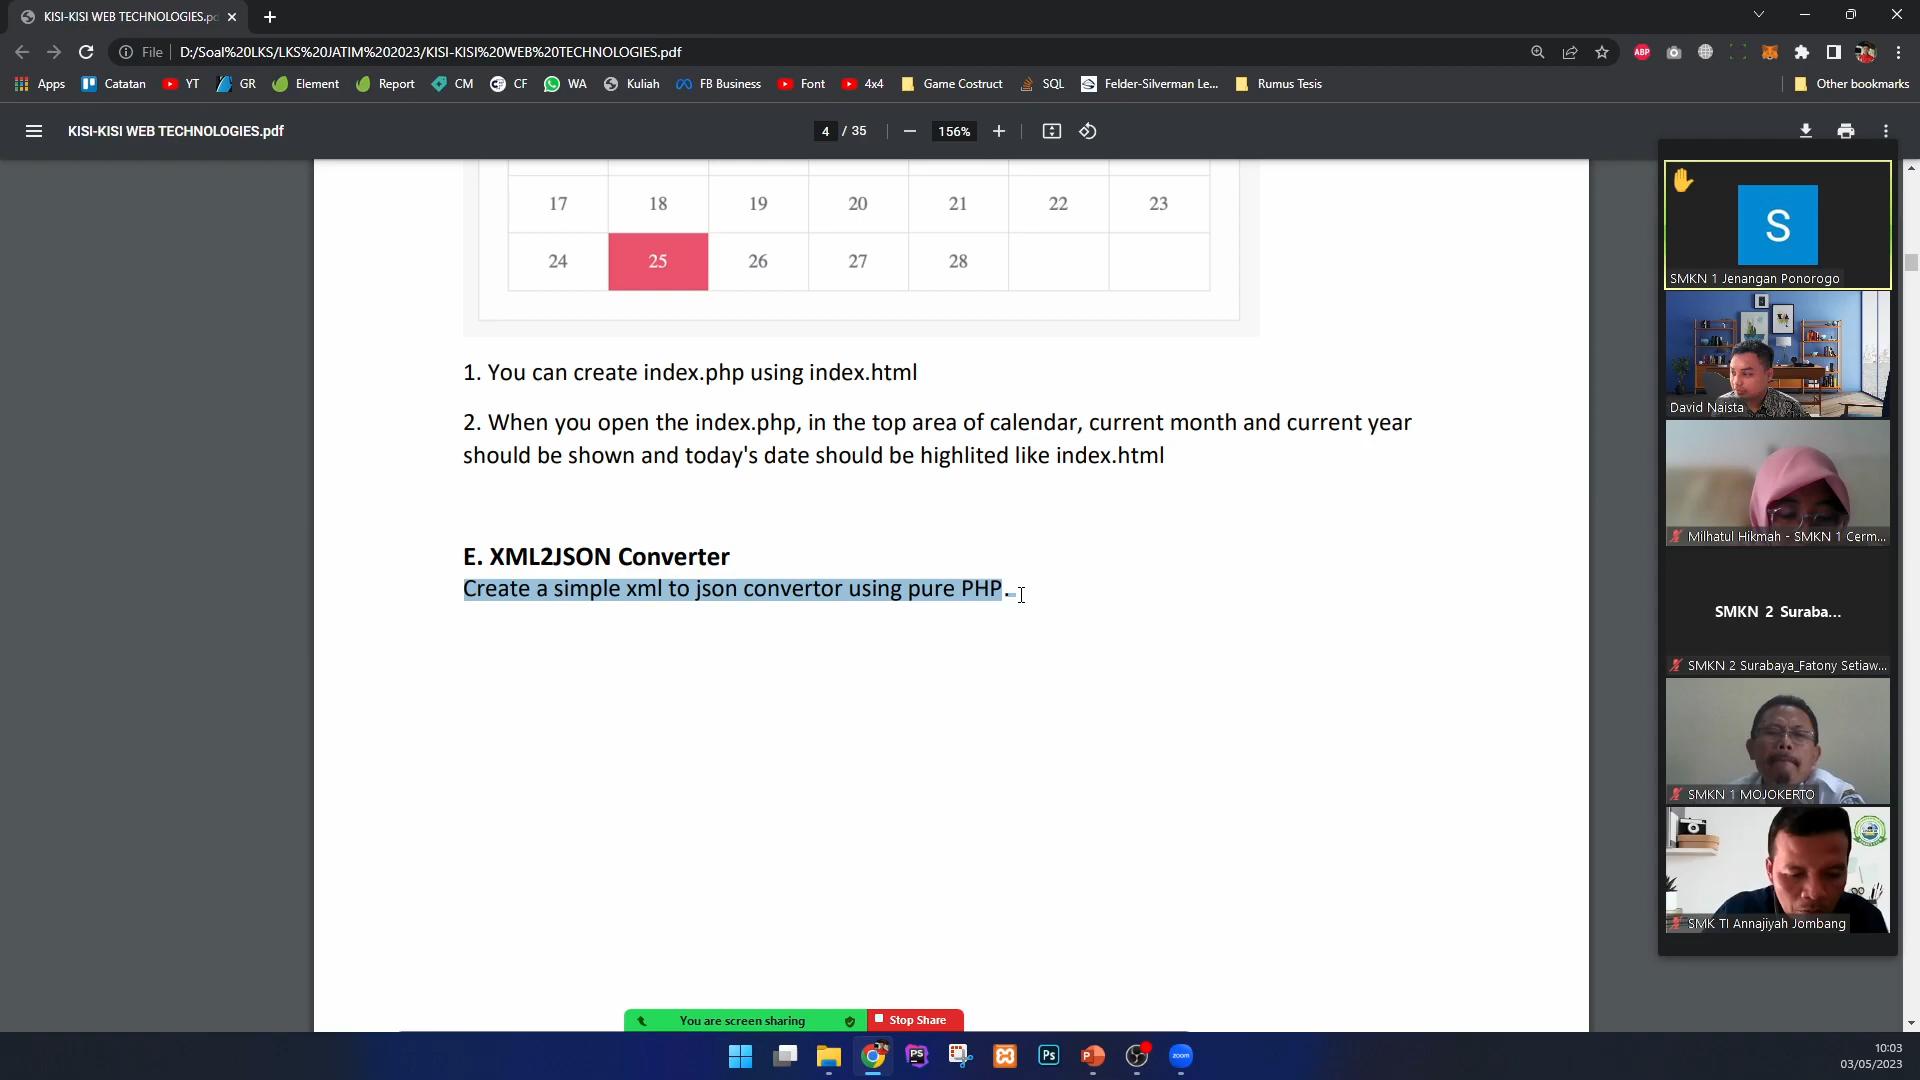 KISI-KISI WEB TECHNOLOGIES.pd
File
D:/Soal%20LKS/LKS%20JATIM%202023/KISI-KISI%20WEB%20TECHNOLOGIES.pdf
ABP
Apps Catatan YT GR Element Report CM CF WA Kuliah FB Business Font 4x4 Game Costruct SQL Felder-Silverman Le... Rumus Tesis Other bookmarks
KISI-KISI WEB TECHNOLOGIES.pdf
4 / 35
156%
17 18 19 20 21 22 23
24 25 26 27 28
1. You can create index.php using index.html
2. When you open the index.php, in the top area of calendar, current month and current year
should be shown and today's date should be highlited like index.html
E. XML2JSON Converter
Create a simple xml to json convertor using pure PHP.
S
SMKN 1 Jenangan Ponorogo
David Naista
Milhatul Hikmah - SMKN 1 Cerm...
SMKN 2 Suraba...
SMKN 2 Surabaya_Fatony Setiaw...
SMKN 1 MOJOKERTO
SMK TI Annajiyah Jombang
You are screen sharing
Stop Share
PS
Ps
P
zoom
10:03
03/05/2023